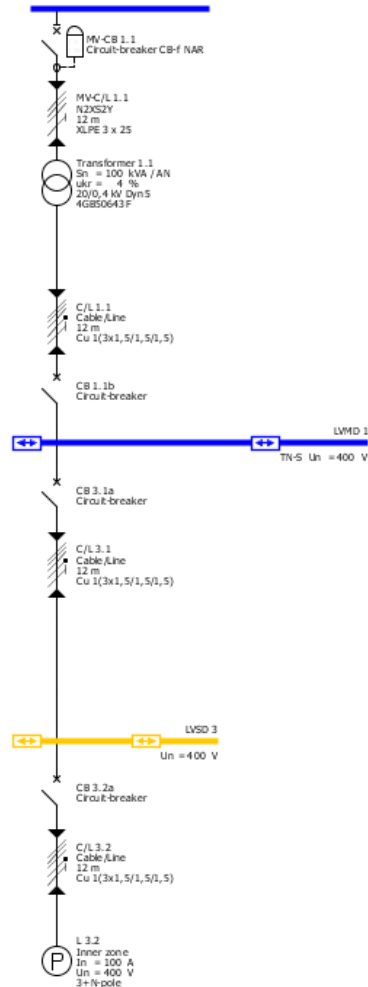 MV-CB 1.1
Circuit-breaker CB-f NAR
MV-C/L 1.1
N2XS2Y
12 m
XLPE 3 x 25
Transformer 1.1
Sn = 100 kVA / AN
ukr = 4 %
20/0,4 kV Dyn5
4GB50643F
C/L 1.1
Cable/Line
12 m
Cu 1(3x1,5/1,5/1,5)
CB 1.1b
Circuit-breaker
LVMD 1
TN-S Un = 400 V
CB 3.1a
Circuit-breaker
C/L 3.1
Cable/Line
12 m
Cu 1(3x1,5/1,5/1,5)
LVSD 3
Un = 400 V
CB 3.2a
Circuit-breaker
C/L 3.2
Cable/Line
12 m
Cu 1(3x1,5/1,5/1,5)
L 3.2
Inner zone
In = 100 A
Un = 400 V
3+N-pole
P